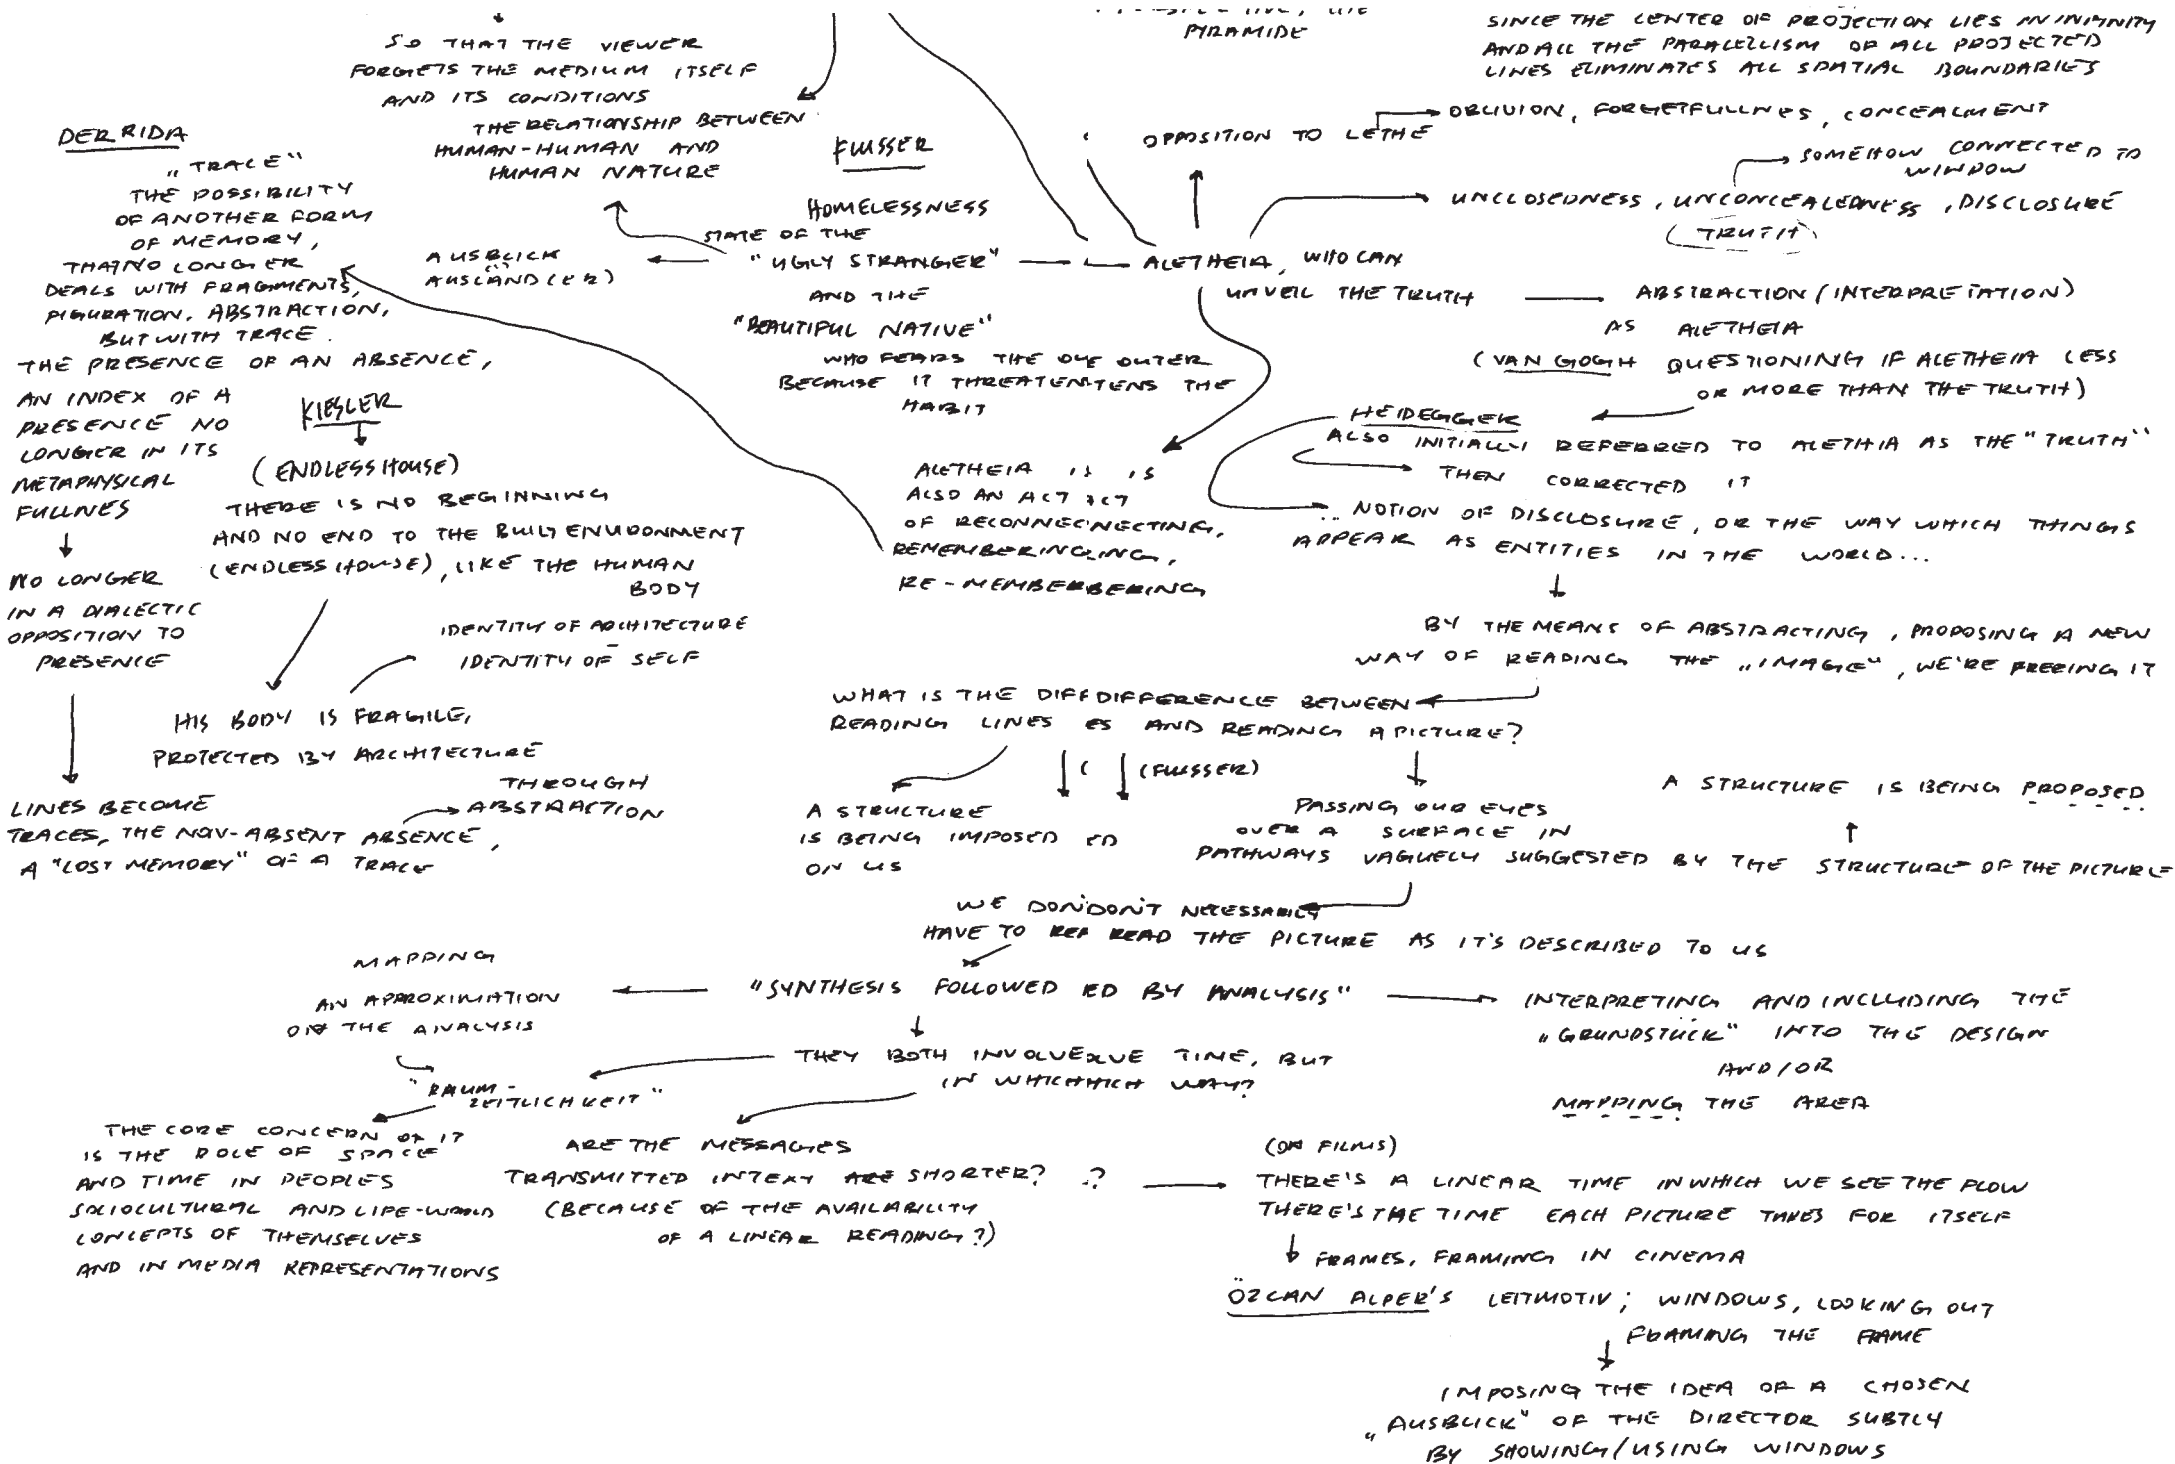 SO THAT THE VIEWER
FORGETS THE MEDIUM ITSELF
AND ITS CONDITIONS
THE RELATIONSHIP BETWEEN
HUMAN-HUMAN AND
HUMAN NATURE
PYRAMIDE
SINCE THE CENTER OF PROJECTION LIES IN INFINITY
AND ALL THE PARALELLISM OF ALL PROJECTED
LINES ELIMINATES ALL SPATIAL BOUNDARIES
OPPOSITION TO LETHE
OBLIVION, FORGETFULLNES, CONCEALMENT
SOMEHOW CONNECTED TO
WINDOW
UNCLOSEDNESS, UNCONCEALEDNESS, DISCLOSURE
(TRUTH)
DERRIDA
„TRACE"
THE POSSIBILITY
OF ANOTHER FORM
OF MEMORY,
THAT NO LONGER
DEALS WITH FRAGMENTS,
FIGURATION, ABSTRACTION,
BUT WITH TRACE.
THE PRESENCE OF AN ABSENCE,
AN INDEX OF A
PRESENCE NO
LONGER IN ITS
METAPHYSICAL
FULLNES
NO LONGER
IN A DIALECTIC
OPPOSITION TO
PRESENCE
LINES BECOME
TRACES, THE NON-ABSENT ABSENCE,
A "LOST MEMORY" OF A TRACE
THROUGH
ABSTRACTION
FLUSSER
HOMELESSNESS
STATE OF THE
"UGLY STRANGER"
AND THE
"BEAUTIFUL NATIVE"
WHO FEARS THE OUTER
BECAUSE IT THREATENTENS THE
HABIT
AUSBLICK
AUSLÄND(ER)
ALETHEIA, WHO CAN
UNVEIL THE TRUTH
ABSTRACTION/(INTERPRETATION)
AS ALETHEIA
(VAN GOGH QUESTIONING IF ALETHEIA LESS
OR MORE THAN THE TRUTH)
HEIDEGGER
ALSO INITIALLY REFERRED TO ALETHIA AS THE "TRUTH"
THEN CORRECTED IT
.. NOTION OF DISCLOSURE, OR THE WAY WHICH THINGS
APPEAR AS ENTITIES IN THE WORLD...
KIESLER
(ENDLESS HOUSE)
THERE IS NO BEGINNING
AND NO END TO THE BUILT ENVIRONMENT
(ENDLESS HOUSE), LIKE THE HUMAN
BODY
IDENTITY OF ARCHITECTURE
IDENTITY OF SELF
HIS BODY IS FRAGILE,
PROTECTED BY ARCHITECTURE
ALETHEIA IS IS
ALSO AN ACT ACT
OF RECONNECNECTING,
REMEMBERINGING,
RE-MEMBERBERING
BY THE MEANS OF ABSTRACTING, PROPOSING A NEW
WAY OF READING THE „IMAGE", WE'RE FREEING IT
WHAT IS THE DIFFDIFFERENCE BETWEEN
READING LINES ES AND READING A PICTURE?
( (FLUSSER)
A STRUCTURE
IS BEING IMPOSED ED
ON US
PASSING OUR EYES
OVER A SURFACE IN
PATHWAYS VAGUELY SUGGESTED BY THE STRUCTURE OF THE PICTURE
A STRUCTURE IS BEING PROPOSED
WE DON'DON'T NECESSARILY
HAVE TO READ THE PICTURE AS IT'S DESCRIBED TO US
"SYNTHESIS FOLLOWED ED BY ANALYSIS"
MAPPING
AN APPROXIMATION
ON THE ANALYSIS
INTERPRETING AND INCLUDING THE
„GRUNDSTÜCK" INTO THE DESIGN
AND/OR
MAPPING THE AREA
THEY BOTH INVOLVEOLVE TIME, BUT
IN WHICHHICH WAY?
"RAUM-
ZEITLICHKEIT"
THE CORE CONCERN OF IT
IS THE ROLE OF SPACE
AND TIME IN PEOPLES
SOCIOCULTURAL AND LIFE-WORLD
CONCEPTS OF THEMSELVES
AND IN MEDIA REPRESENTATIONS
ARE THE MESSAGES
TRANSMITTED IN TEXT ARE SHORTER? ?
(BECAUSE OF THE AVAILABILITY
OF A LINEAR READING?)
(ON FILMS)
THERE'S A LINEAR TIME IN WHICH WE SEE THE FLOW
THERE'S THE TIME EACH PICTURE TAKES FOR ITSELF
FRAMES, FRAMING IN CINEMA
ÖZCAN ALPER'S LEITMOTIV; WINDOWS, LOOKING OUT
FRAMING THE FRAME
IMPOSING THE IDEA OF A CHOSEN
„AUSBLICK" OF THE DIRECTOR SUBTLY
BY SHOWING/USING WINDOWS